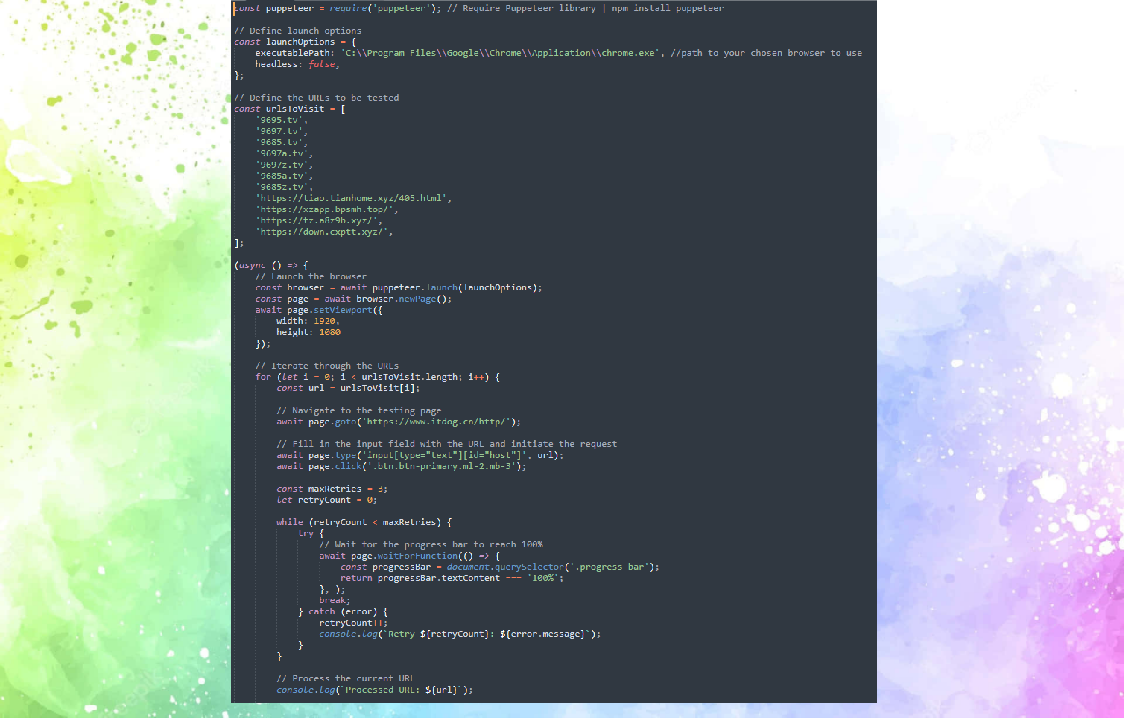 const puppeteer = require('puppeteer'); // Require Puppeteer library | npm install puppeteer
// Define launch options
const launchOptions = {
executablePath: 'C:\\Program Files\\Google\\Chrome\\Application\\chrome.exe', //path to your chosen browser to use
headless: false,
};
// Define the URLs to be tested
const urlsToVisit = [
'9695.tv',
'9697.tv',
'9685.tv',
'9697a.tv',
'9697z.tv',
'9685a.tv',
'9685z.tv',
'https://tiao.tianhome.xyz/405.html',
'https://xzapp.bpsmh.top/',
'https://tz.a8z9b.xyz/',
'https://down.cxptt.xyz/',
];
(async () => {
// Launch the browser
const browser = await puppeteer.launch(launchOptions);
const page = await browser.newPage();
await page.setViewport({
width: 1920,
height: 1080
});
// Iterate through the URLs
for (let i = 0; i < urlsToVisit.length; i++) {
const url = urlsToVisit[i];
// Navigate to the testing page
await page.goto('https://www.itdog.cn/http/');
// Fill in the input field with the URL and initiate the request
await page.type('input[type="text"][id="host"]', url);
await page.click('.btn.btn-primary.ml-2.mb-3');
const maxRetries = 3;
let retryCount = 0;
while (retryCount < maxRetries) {
try {
// Wait for the progress bar to reach 100%
await page.waitForFunction(() => {
const progressBar = document.querySelector('.progress-bar');
return progressBar.textContent === '100%';
}, );
break;
} catch (error) {
retryCount++;
console.log(`Retry ${retryCount}: ${error.message}`);
}
}
// Process the current URL
console.log(`Processed URL: ${url}`);